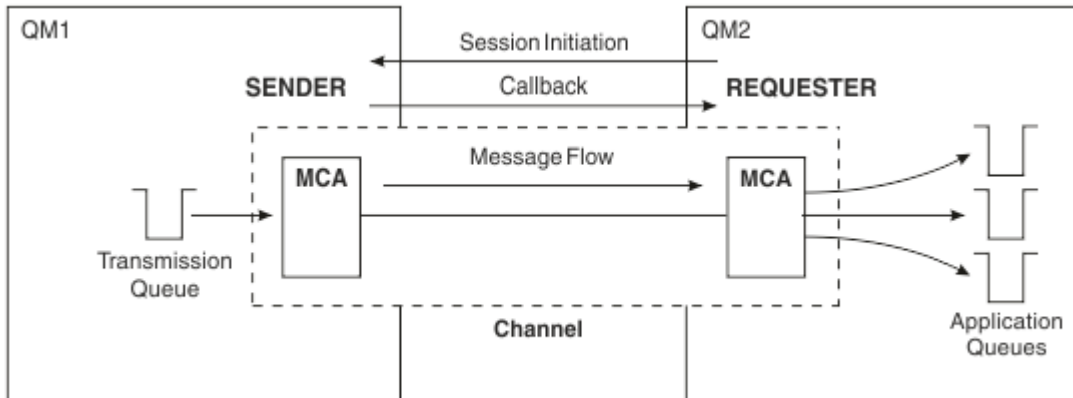 QM1
QM2
Session Initiation
SENDER
Callback
REQUESTER
Message Flow
MCA
MCA
Transmission
Queue
Channel
Application
Queues